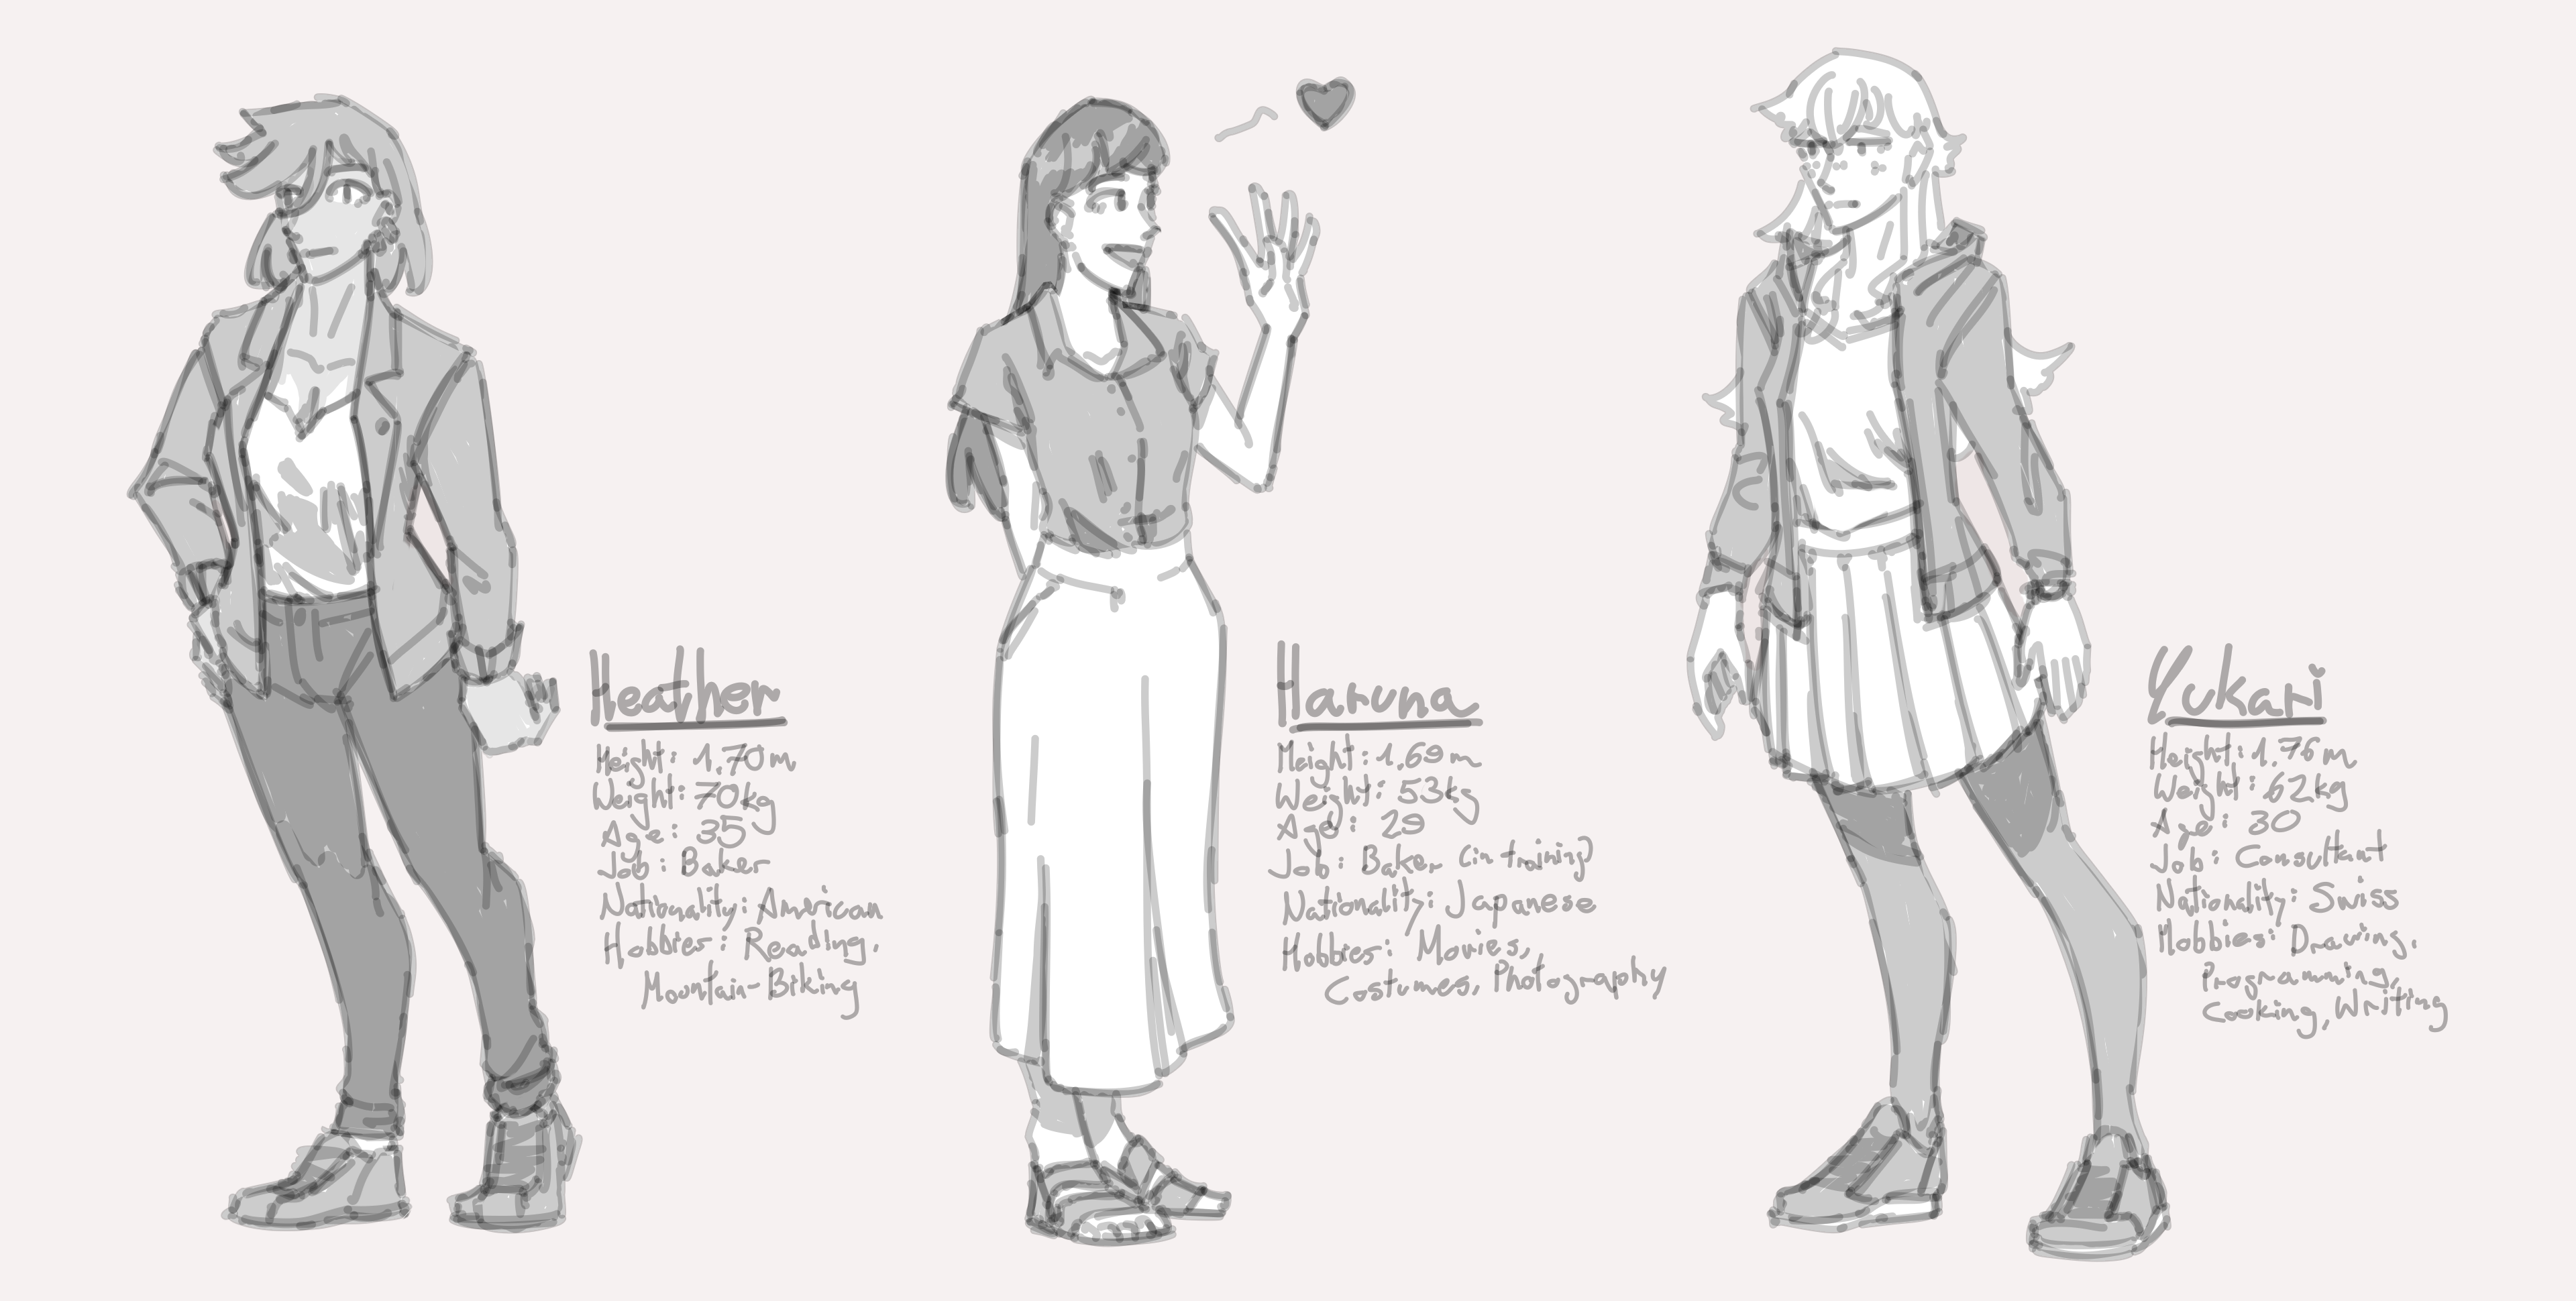 Heather
Height: 1.70m
Weight: 70kg
Age: 35
Job: Baker
Nationality: American
Hobbies: Reading,
Mountain-Biking
Haruna
Height: 1.69m
Weight: 53kg
Age: 29
Job: Baker (in training)
Nationality: Japanese
Hobbies: Movies,
Costumes, Photography
Yukari
Height: 1.76m
Weight: 62kg
Age: 30
Job: Consultant
Nationality: Swiss
Hobbies: Drawing,
Programming,
Cooking, Writing